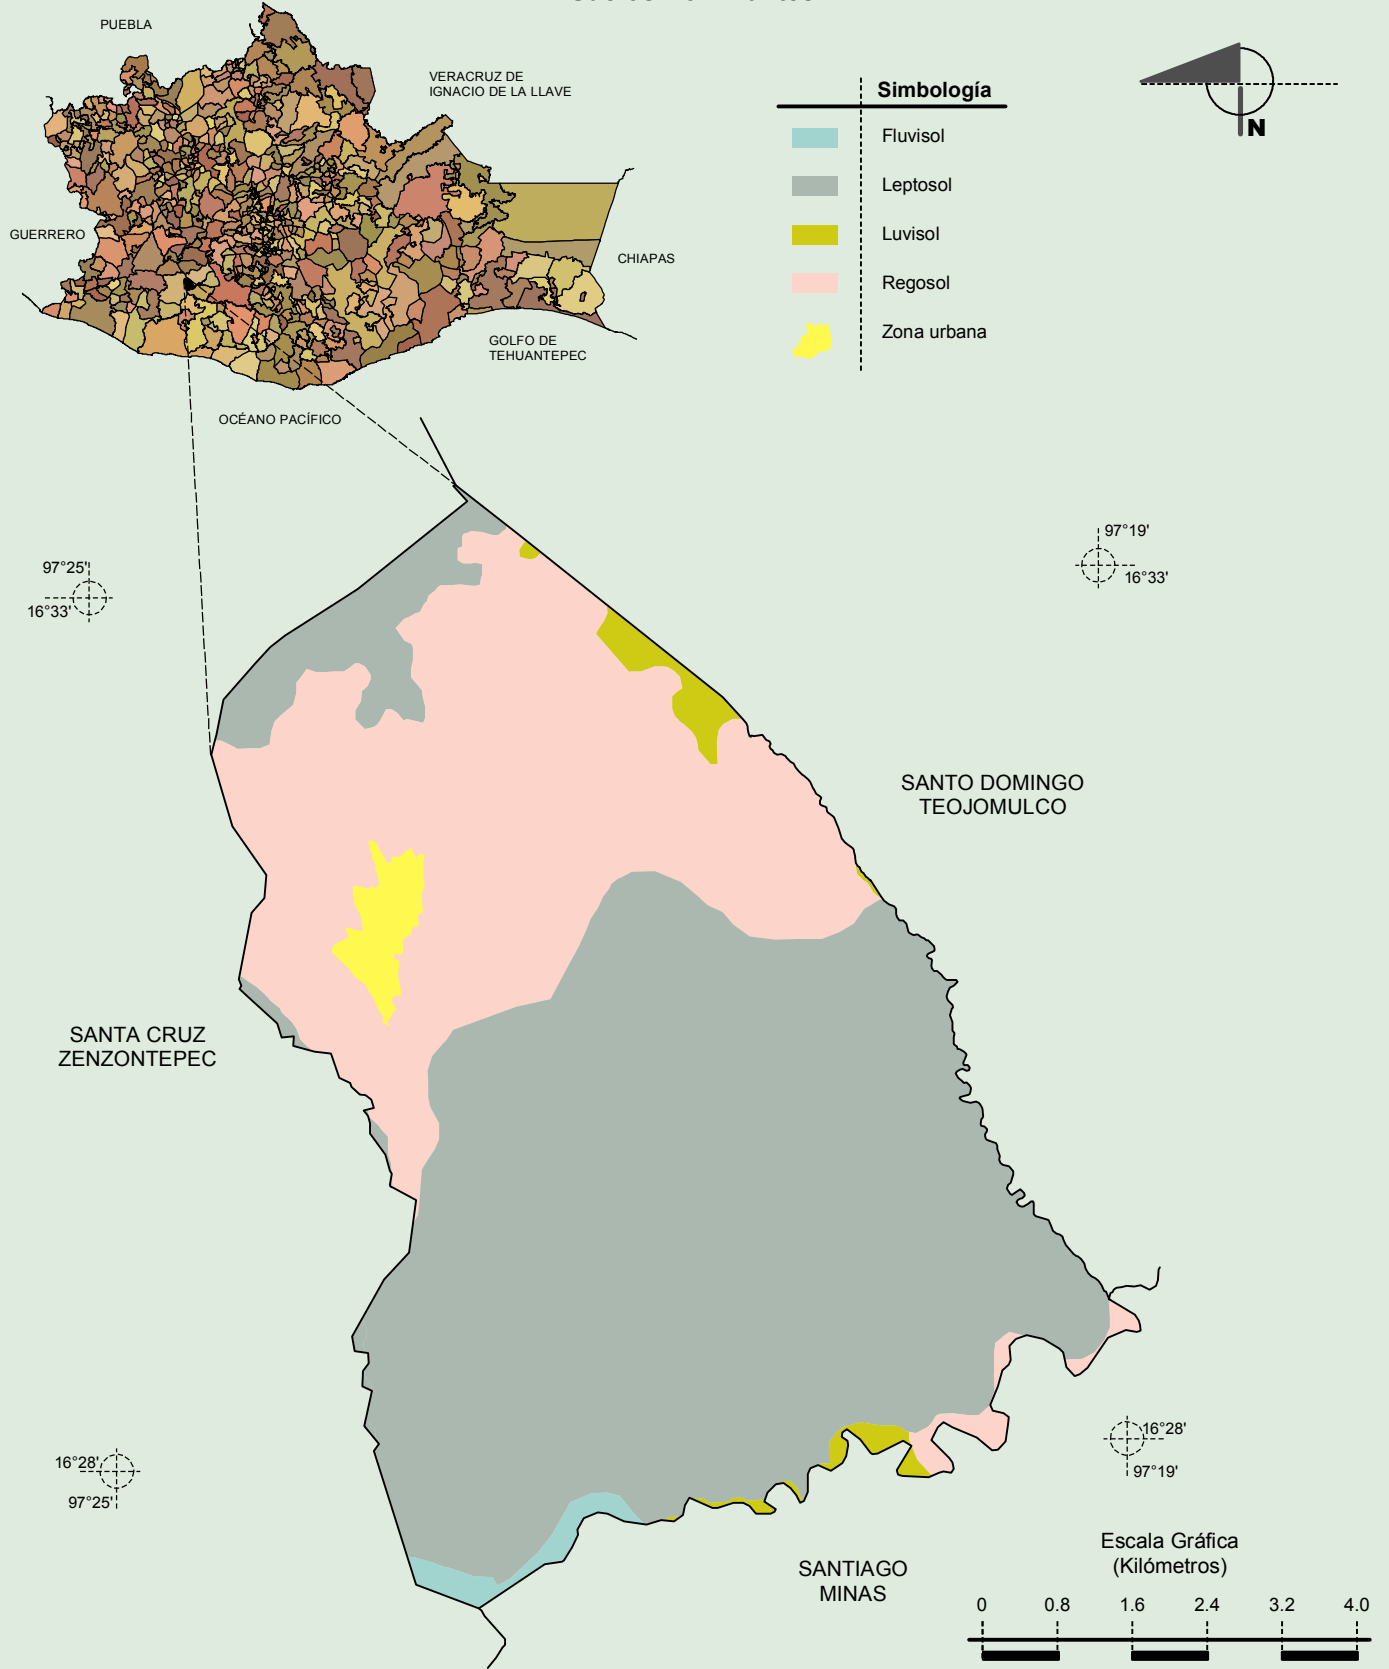 PUEBLA
VERACRUZ DE
IGNACIO DE LA LLAVE
GUERRERO
CHIAPAS
GOLFO DE
TEHUANTEPEC
OCÉANO PACÍFICO
Simbología
Fluvisol
Leptosol
Luvisol
Regosol
Zona urbana
N
97°25'
16°33'
97°19'
16°33'
SANTO DOMINGO
TEOJOMULCO
SANTA CRUZ
ZENZONTEPEC
16°28'
97°25'
16°28'
97°19'
SANTIAGO
MINAS
Escala Gráfica
(Kilómetros)
0 0.8 1.6 2.4 3.2 4.0